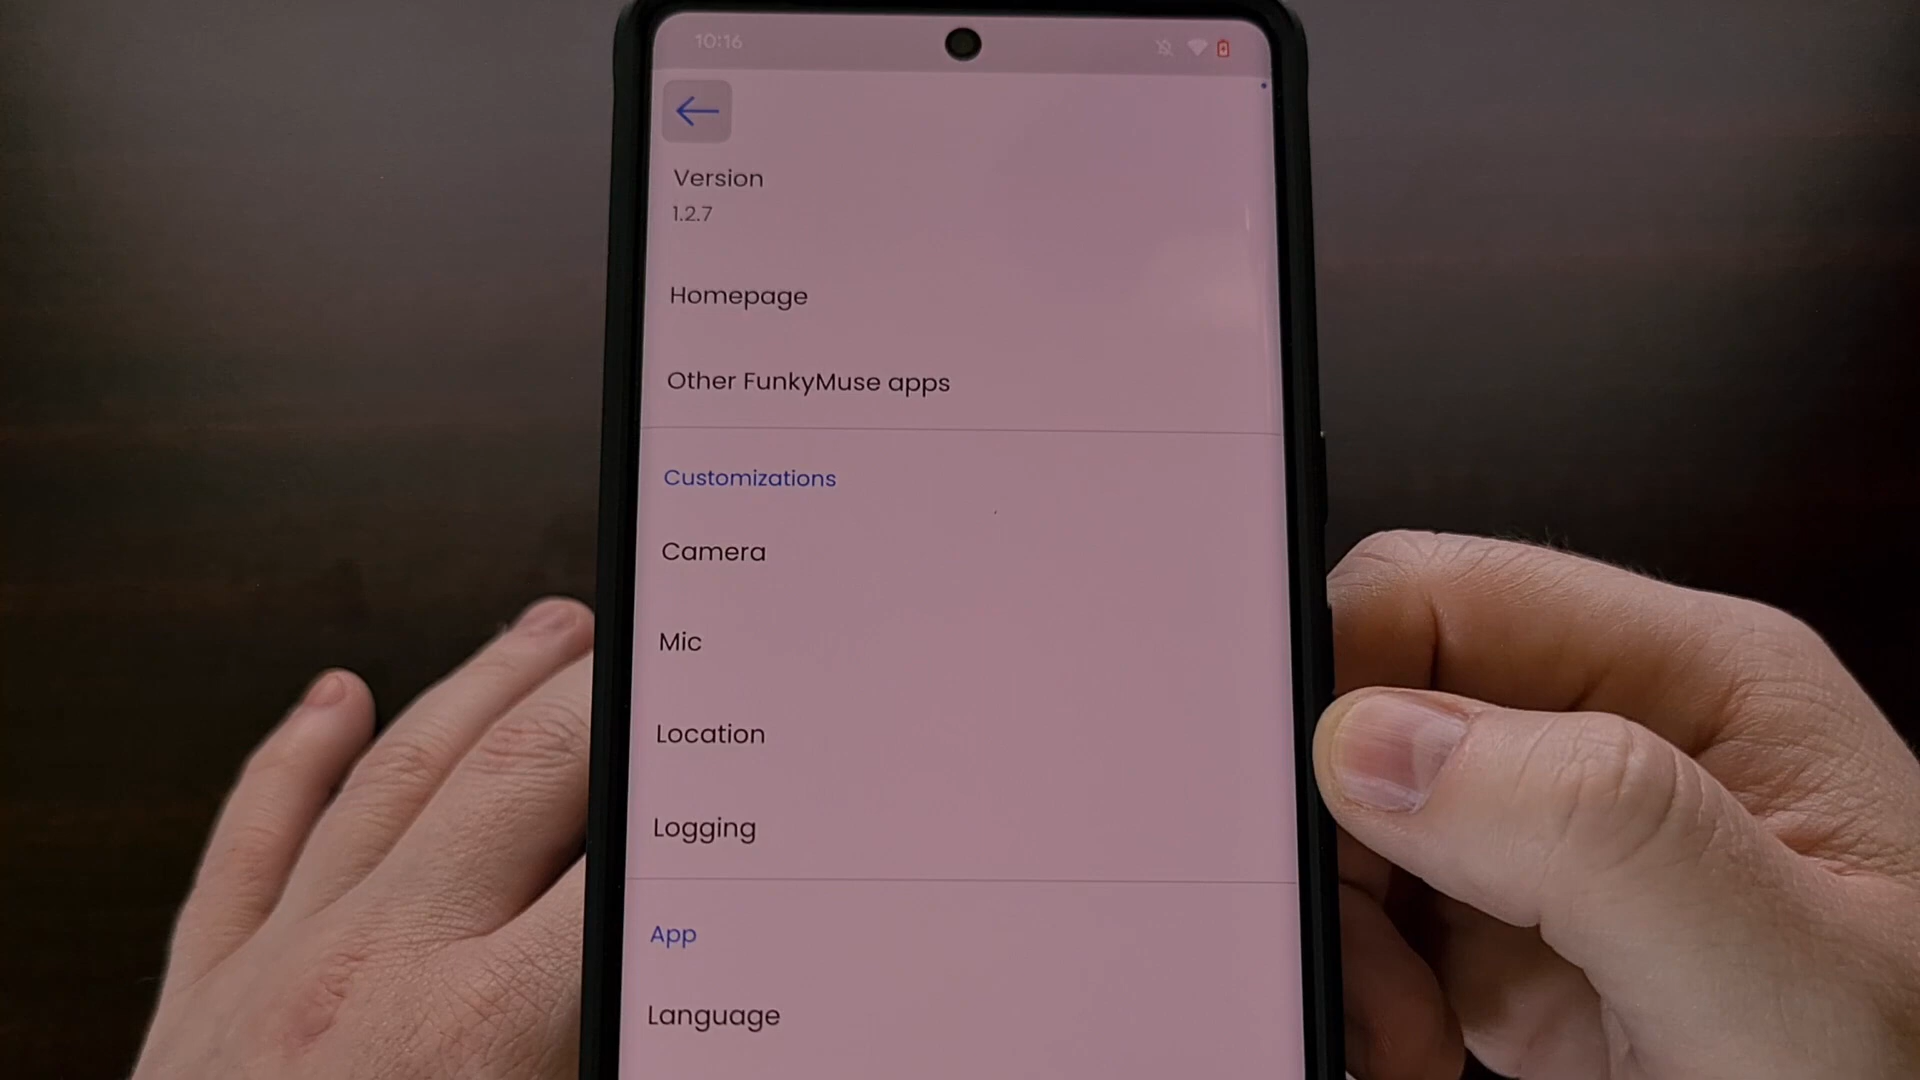 10:16
Version
1.2.7
Homepage
Other FunkyMuse apps
Customizations
Camera
Mic
Location
Logging
App
Language